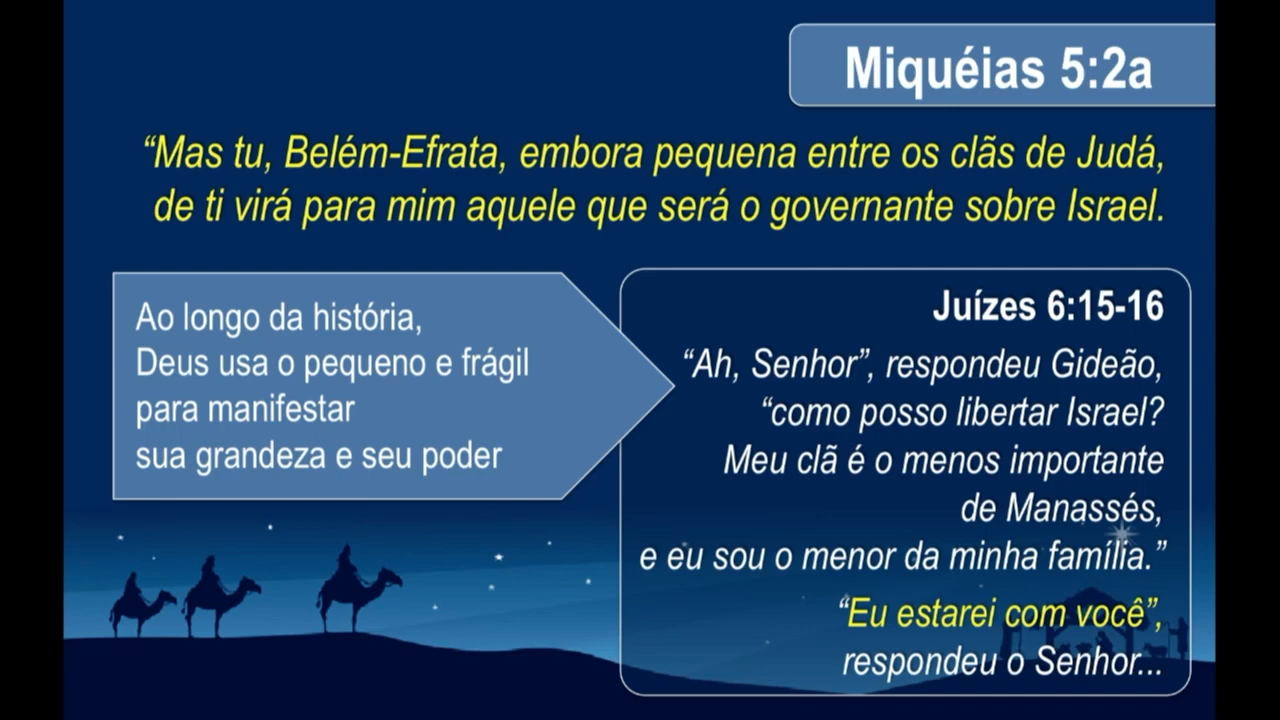 Miquéias 5:2a
“Mas tu, Belém-Efrata, embora pequena entre os clãs de Judá,
de ti virá para mim aquele que será o governante sobre Israel.
Ao longo da história,
Deus usa o pequeno e frágil
para manifestar
sua grandeza e seu poder
Juízes 6:15-16
“Ah, Senhor”, respondeu Gideão,
“como posso libertar Israel?
Meu clã é o menos importante
de Manassés,
e eu sou o menor da minha família.”
“Eu estarei com você”,
respondeu o Senhor...